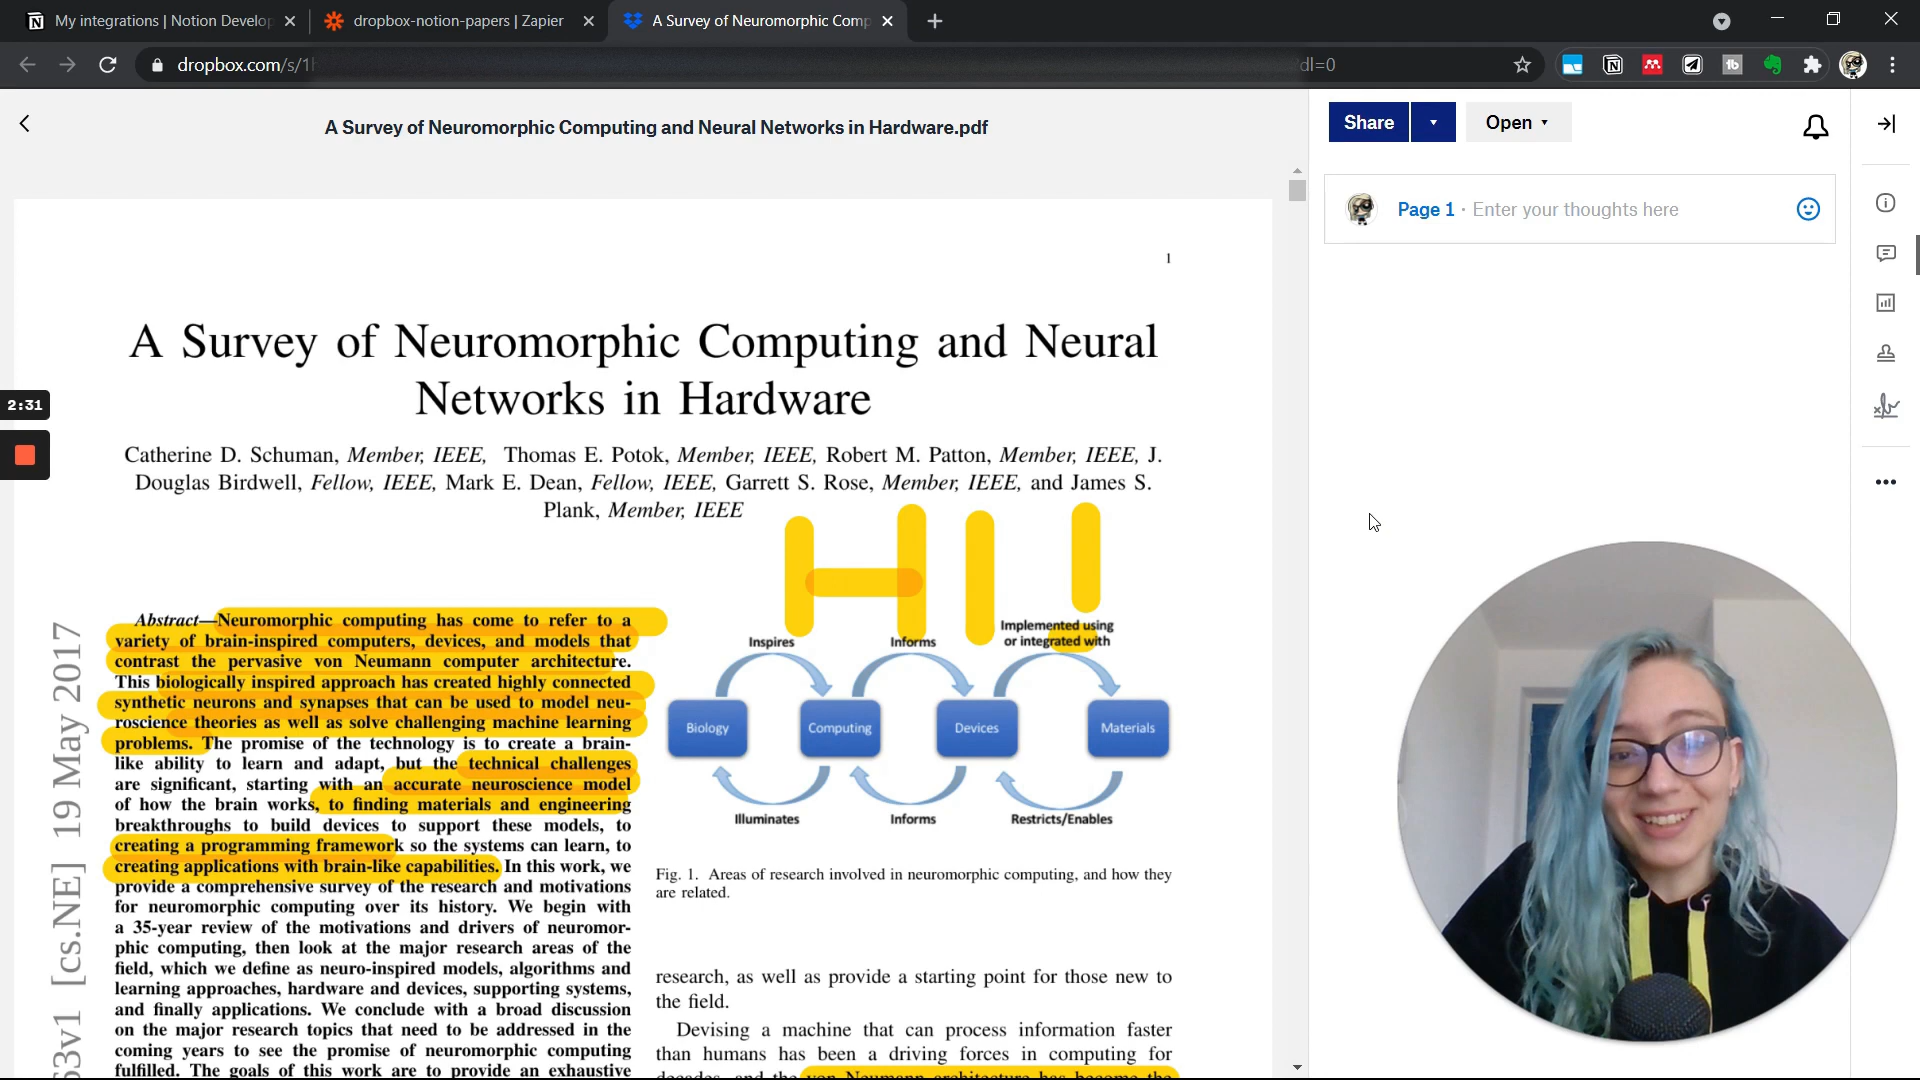 My integrations | Notion Develop
dropbox-notion-papers | Zapier
A Survey of Neuromorphic Comp
dropbox.com/s/1
dl=0
A Survey of Neuromorphic Computing and Neural Networks in Hardware.pdf
Share
Open
Page 1 · Enter your thoughts here
1
A Survey of Neuromorphic Computing and Neural
Networks in Hardware
2:31
Catherine D. Schuman, Member, IEEE, Thomas E. Potok, Member, IEEE, Robert M. Patton, Member, IEEE, J.
Douglas Birdwell, Fellow, IEEE, Mark E. Dean, Fellow, IEEE, Garrett S. Rose, Member, IEEE, and James S.
Plank, Member, IEEE
HI!
63v1 [cs.NE] 19 May 2017
Abstract—Neuromorphic computing has come to refer to a
variety of brain-inspired computers, devices, and models that
contrast the pervasive von Neumann computer architecture.
This biologically inspired approach has created highly connected
synthetic neurons and synapses that can be used to model neu-
roscience theories as well as solve challenging machine learning
problems. The promise of the technology is to create a brain-
like ability to learn and adapt, but the technical challenges
are significant, starting with an accurate neuroscience model
of how the brain works, to finding materials and engineering
breakthroughs to build devices to support these models, to
creating a programming framework so the systems can learn, to
creating applications with brain-like capabilities. In this work, we
provide a comprehensive survey of the research and motivations
for neuromorphic computing over its history. We begin with
a 35-year review of the motivations and drivers of neuromor-
phic computing, then look at the major research areas of the
field, which we define as neuro-inspired models, algorithms and
learning approaches, hardware and devices, supporting systems,
and finally applications. We conclude with a broad discussion
on the major research topics that need to be addressed in the
coming years to see the promise of neuromorphic computing
fulfilled. The goals of this work are to provide an exhaustive
Inspires
Informs
Implemented using
or integrated with
Biology
Computing
Devices
Materials
Illuminates
Informs
Restricts/Enables
Fig. 1. Areas of research involved in neuromorphic computing, and how they
are related.
research, as well as provide a starting point for those new to
the field.
Devising a machine that can process information faster
than humans has been a driving forces in computing for
decades, and the von Neumann architecture has become the